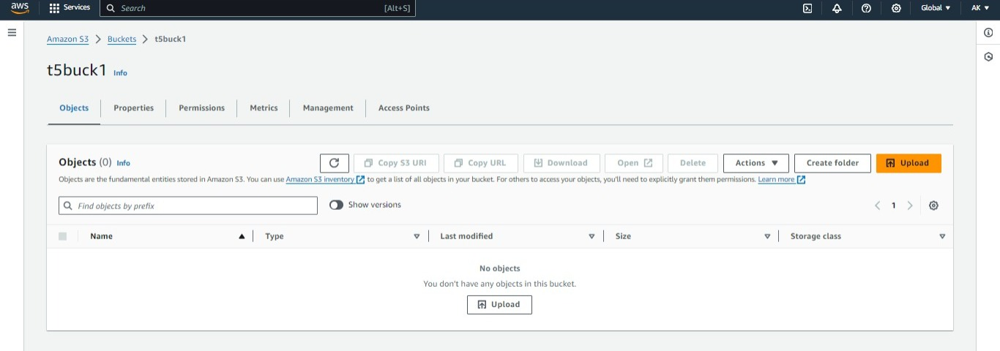 aws Services Search [Alt+S] Global AK
Amazon S3 Buckets t5buck1
t5buck1 Info
Objects Properties Permissions Metrics Management Access Points
Objects (0) Info Copy S3 URI Copy URL Download Open Delete Actions Create folder Upload
Objects are the fundamental entities stored in Amazon S3. You can use Amazon S3 inventory to get a list of all objects in your bucket. For others to access your objects, you'll need to explicitly grant them permissions. Learn more
Find objects by prefix Show versions 1
Name Type Last modified Size Storage class
No objects
You don't have any objects in this bucket.
Upload